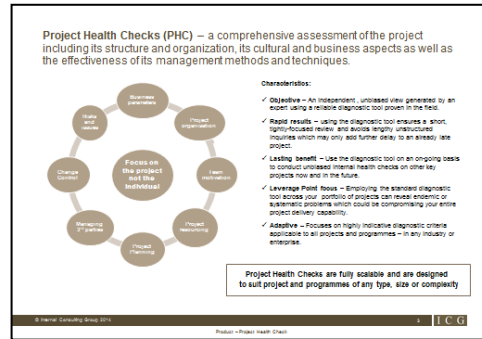 Project Health Checks (PHC) – a comprehensive assessment of the project
including its structure and organization, its cultural and business aspects as well as
the effectiveness of its management methods and techniques.
Business
parameters
Project
organisation
Team
motivation
Project
resourcing
Project
Planning
Managing
3rd parties
Change
Control
Risks
and
issues
Focus on
the project
not the
individual
Characteristics:
✓ Objective – An independent, unbiased view generated by an
expert using a reliable diagnostic tool proven in the field.
✓ Rapid results – using the diagnostic tool ensures a short,
tightly-focused review and avoids lengthy unstructured
inquiries which may only add further delay to an already late
project.
✓ Lasting benefit – Use the diagnostic tool on an on-going basis
to conduct unbiased internal health checks on other key
projects now and in the future.
✓ Leverage Point focus – Employing the standard diagnostic
tool across your portfolio of projects can reveal endemic or
systematic problems which could be compromising your entire
project delivery capability.
✓ Adaptive – Focuses on highly indicative diagnostic criteria
applicable to all projects and programmes – in any industry or
enterprise.
Project Health Checks are fully scalable and are designed
to suit project and programmes of any type, size or complexity
© Internal Consulting Group 2014
ICG
Product – Project Health Check